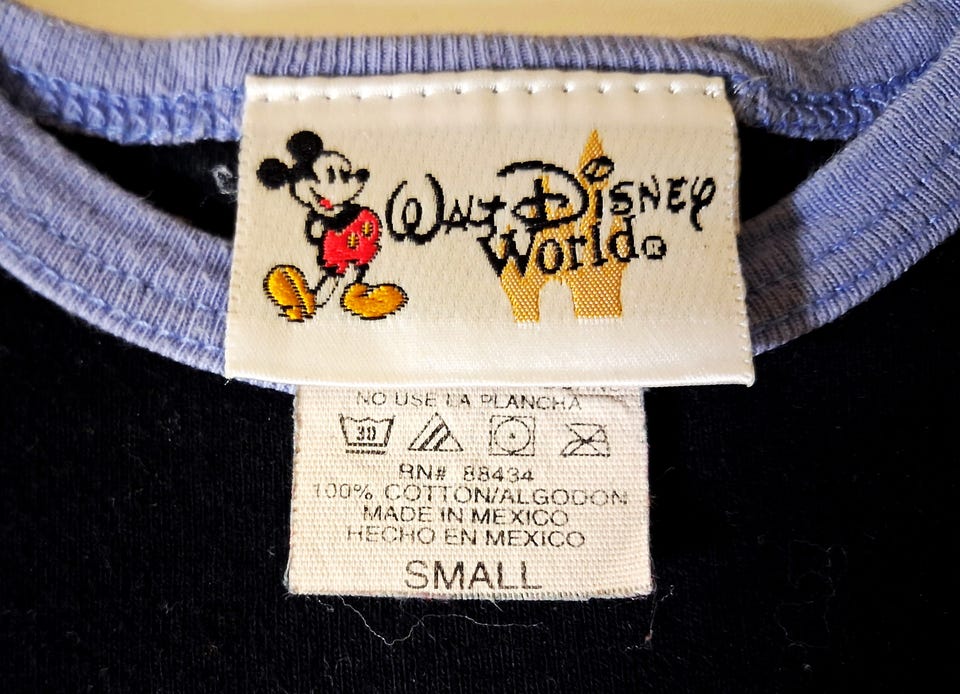 WALT DISNEY
World®
NO USE LA PLANCHA
30
RN# 88434
100% COTTON/ALGODON
MADE IN MEXICO
HECHO EN MEXICO
SMALL